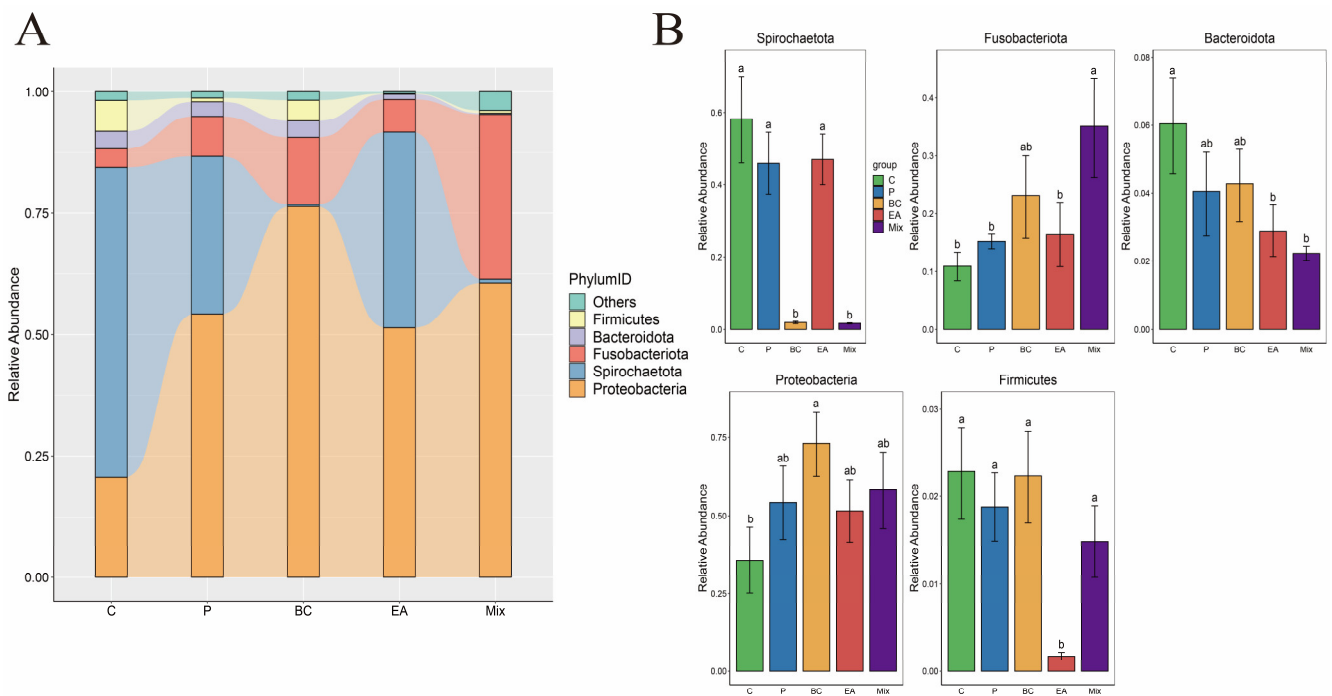 A
Relative Abundance
1.00
0.75
0.50
0.25
0.00
C P BC EA Mix
PhylumID
Others
Firmicutes
Bacteroidota
Fusobacteriota
Spirochaetota
Proteobacteria
B
Spirochaetota
Relative Abundance
0.6
0.4
0.2
0.0
a a b a b
C P BC EA Mix
group
C
P
BC
EA
Mix
Fusobacteriota
Relative Abundance
0.4
0.3
0.2
0.1
0.0
b b ab b a
C P BC EA Mix
Bacteroidota
Relative Abundance
0.08
0.06
0.04
0.02
0.00
a ab ab b b
C P BC EA Mix
Proteobacteria
Relative Abundance
0.75
0.50
0.25
0.00
b ab a ab ab
C P BC EA Mix
Firmicutes
Relative Abundance
0.03
0.02
0.01
0.00
a a a b a
C P BC EA Mix